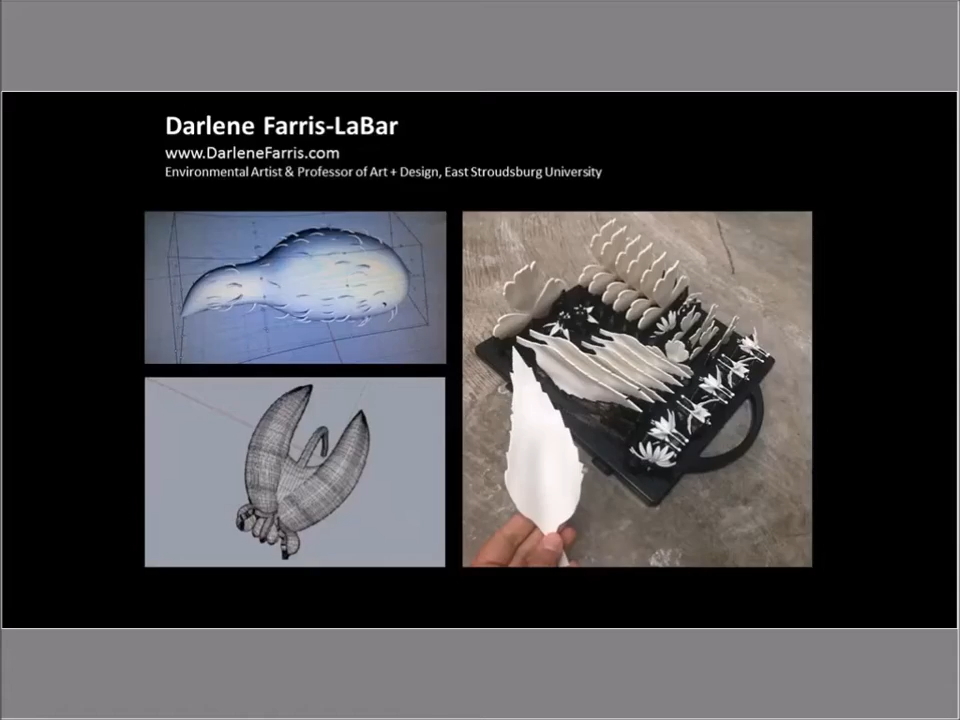 Darlene Farris-LaBar
www.DarleneFarris.com
Environmental Artist & Professor of Art + Design, East Stroudsburg University